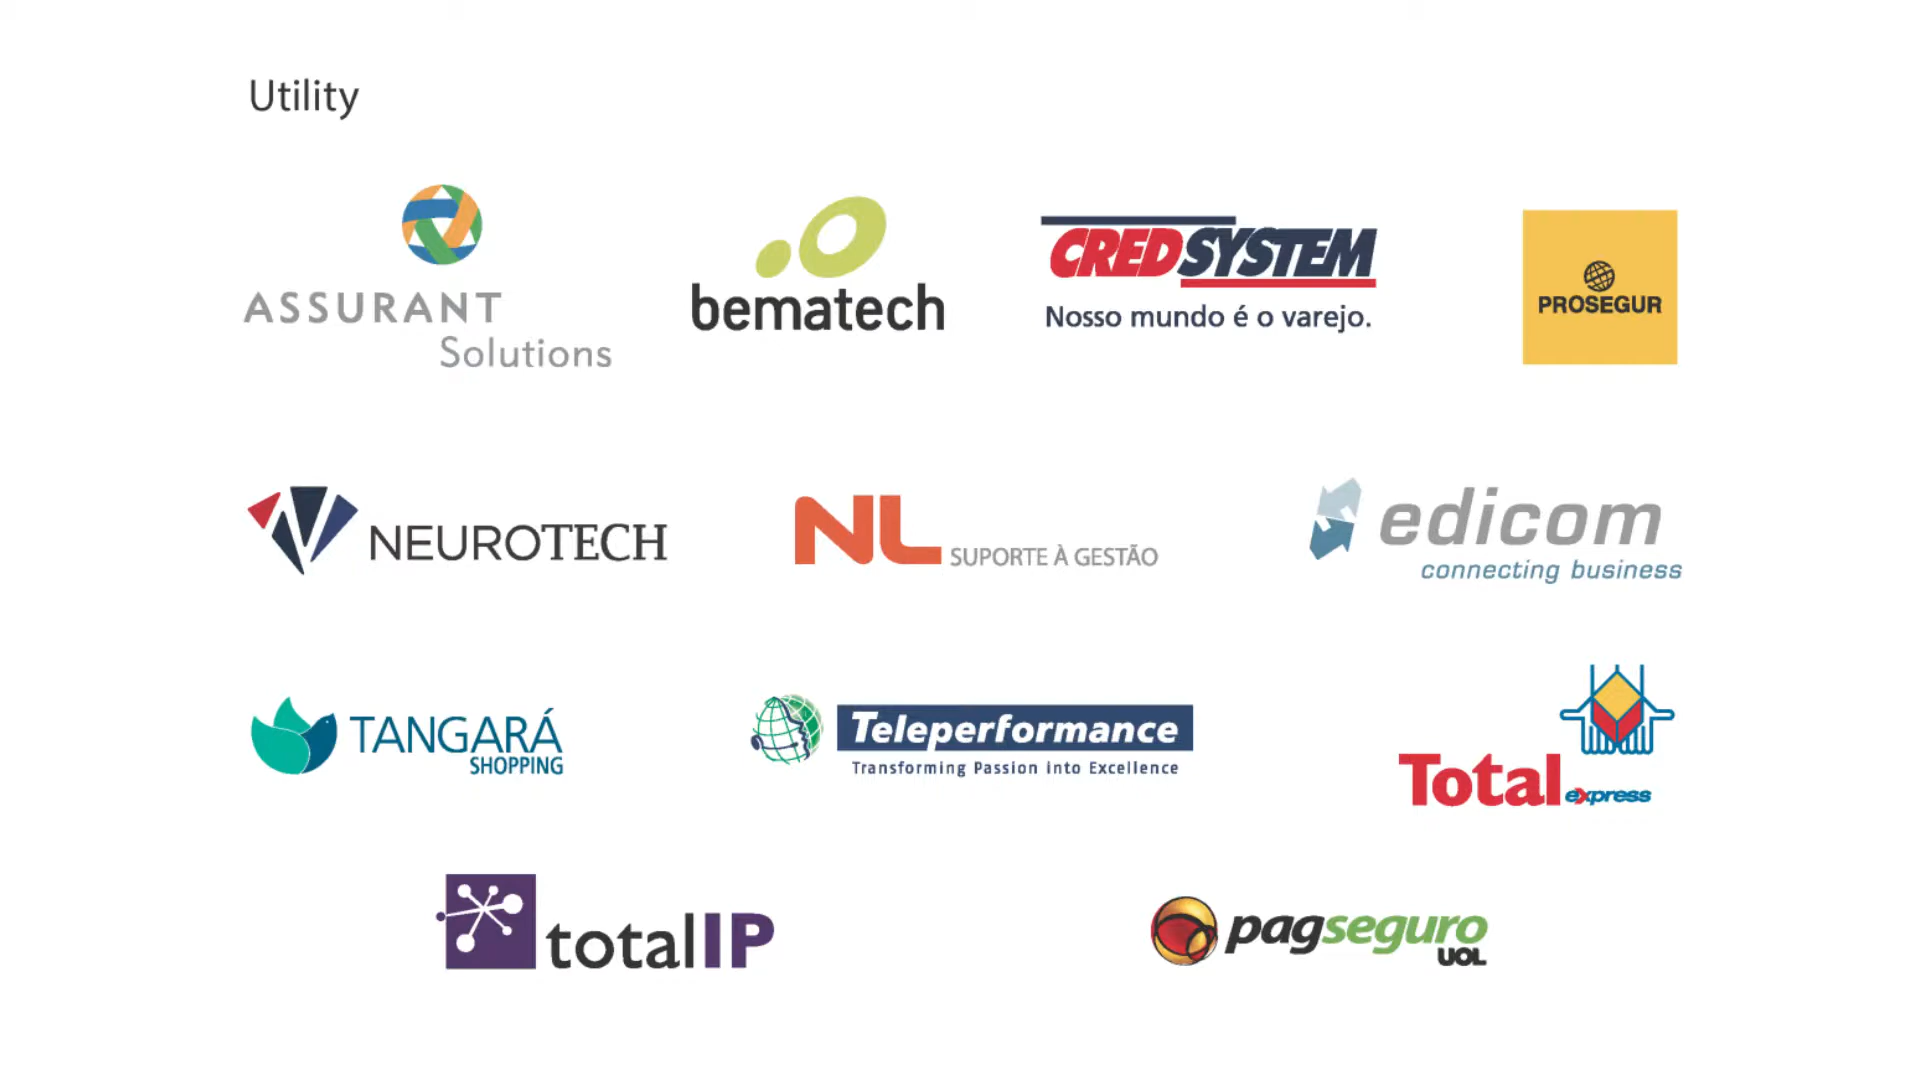 Utility
ASSURANT
Solutions
bematech
CREDSYSTEM
Nosso mundo é o varejo.
PROSEGUR
NEUROTECH
NL SUPORTE À GESTÃO
edicom
connecting business
TANGARÁ
SHOPPING
Teleperformance
Transforming Passion into Excellence
Total express
totalIP
pagseguro
UOL